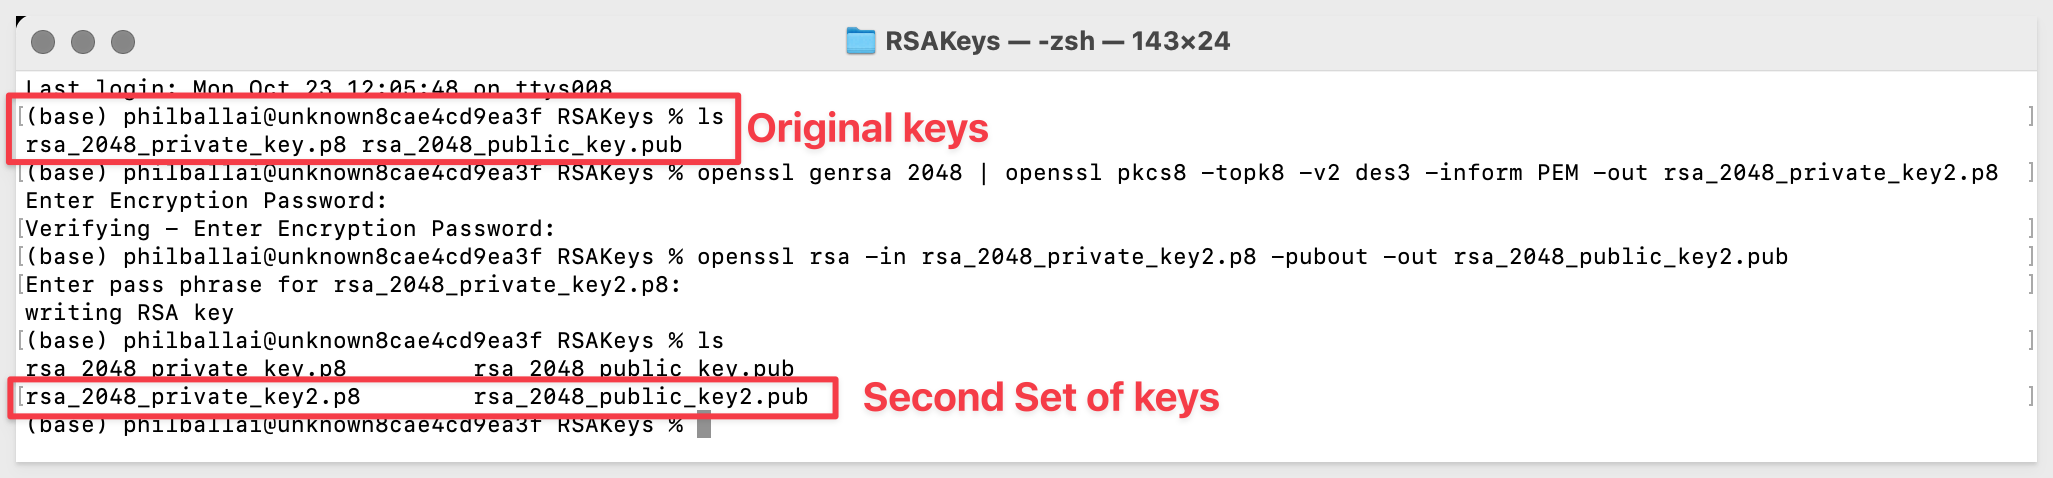 RSAKeys — -zsh — 143×24
Last login: Mon Oct 23 12:05:48 on ttys008
[(base) philballai@unknown8cae4cd9ea3f RSAKeys % ls ]
Original keys
rsa_2048_private_key.p8 rsa_2048_public_key.pub
[(base) philballai@unknown8cae4cd9ea3f RSAKeys % openssl genrsa 2048 | openssl pkcs8 -topk8 -v2 des3 -inform PEM -out rsa_2048_private_key2.p8 ]
Enter Encryption Password:
[Verifying - Enter Encryption Password: ]
[(base) philballai@unknown8cae4cd9ea3f RSAKeys % openssl rsa -in rsa_2048_private_key2.p8 -pubout -out rsa_2048_public_key2.pub ]
[Enter pass phrase for rsa_2048_private_key2.p8: ]
writing RSA key
[(base) philballai@unknown8cae4cd9ea3f RSAKeys % ls ]
rsa_2048_private_key.p8 rsa_2048_public_key.pub
[rsa_2048_private_key2.p8 rsa_2048_public_key2.pub ]
Second Set of keys
(base) philballai@unknown8cae4cd9ea3f RSAKeys %